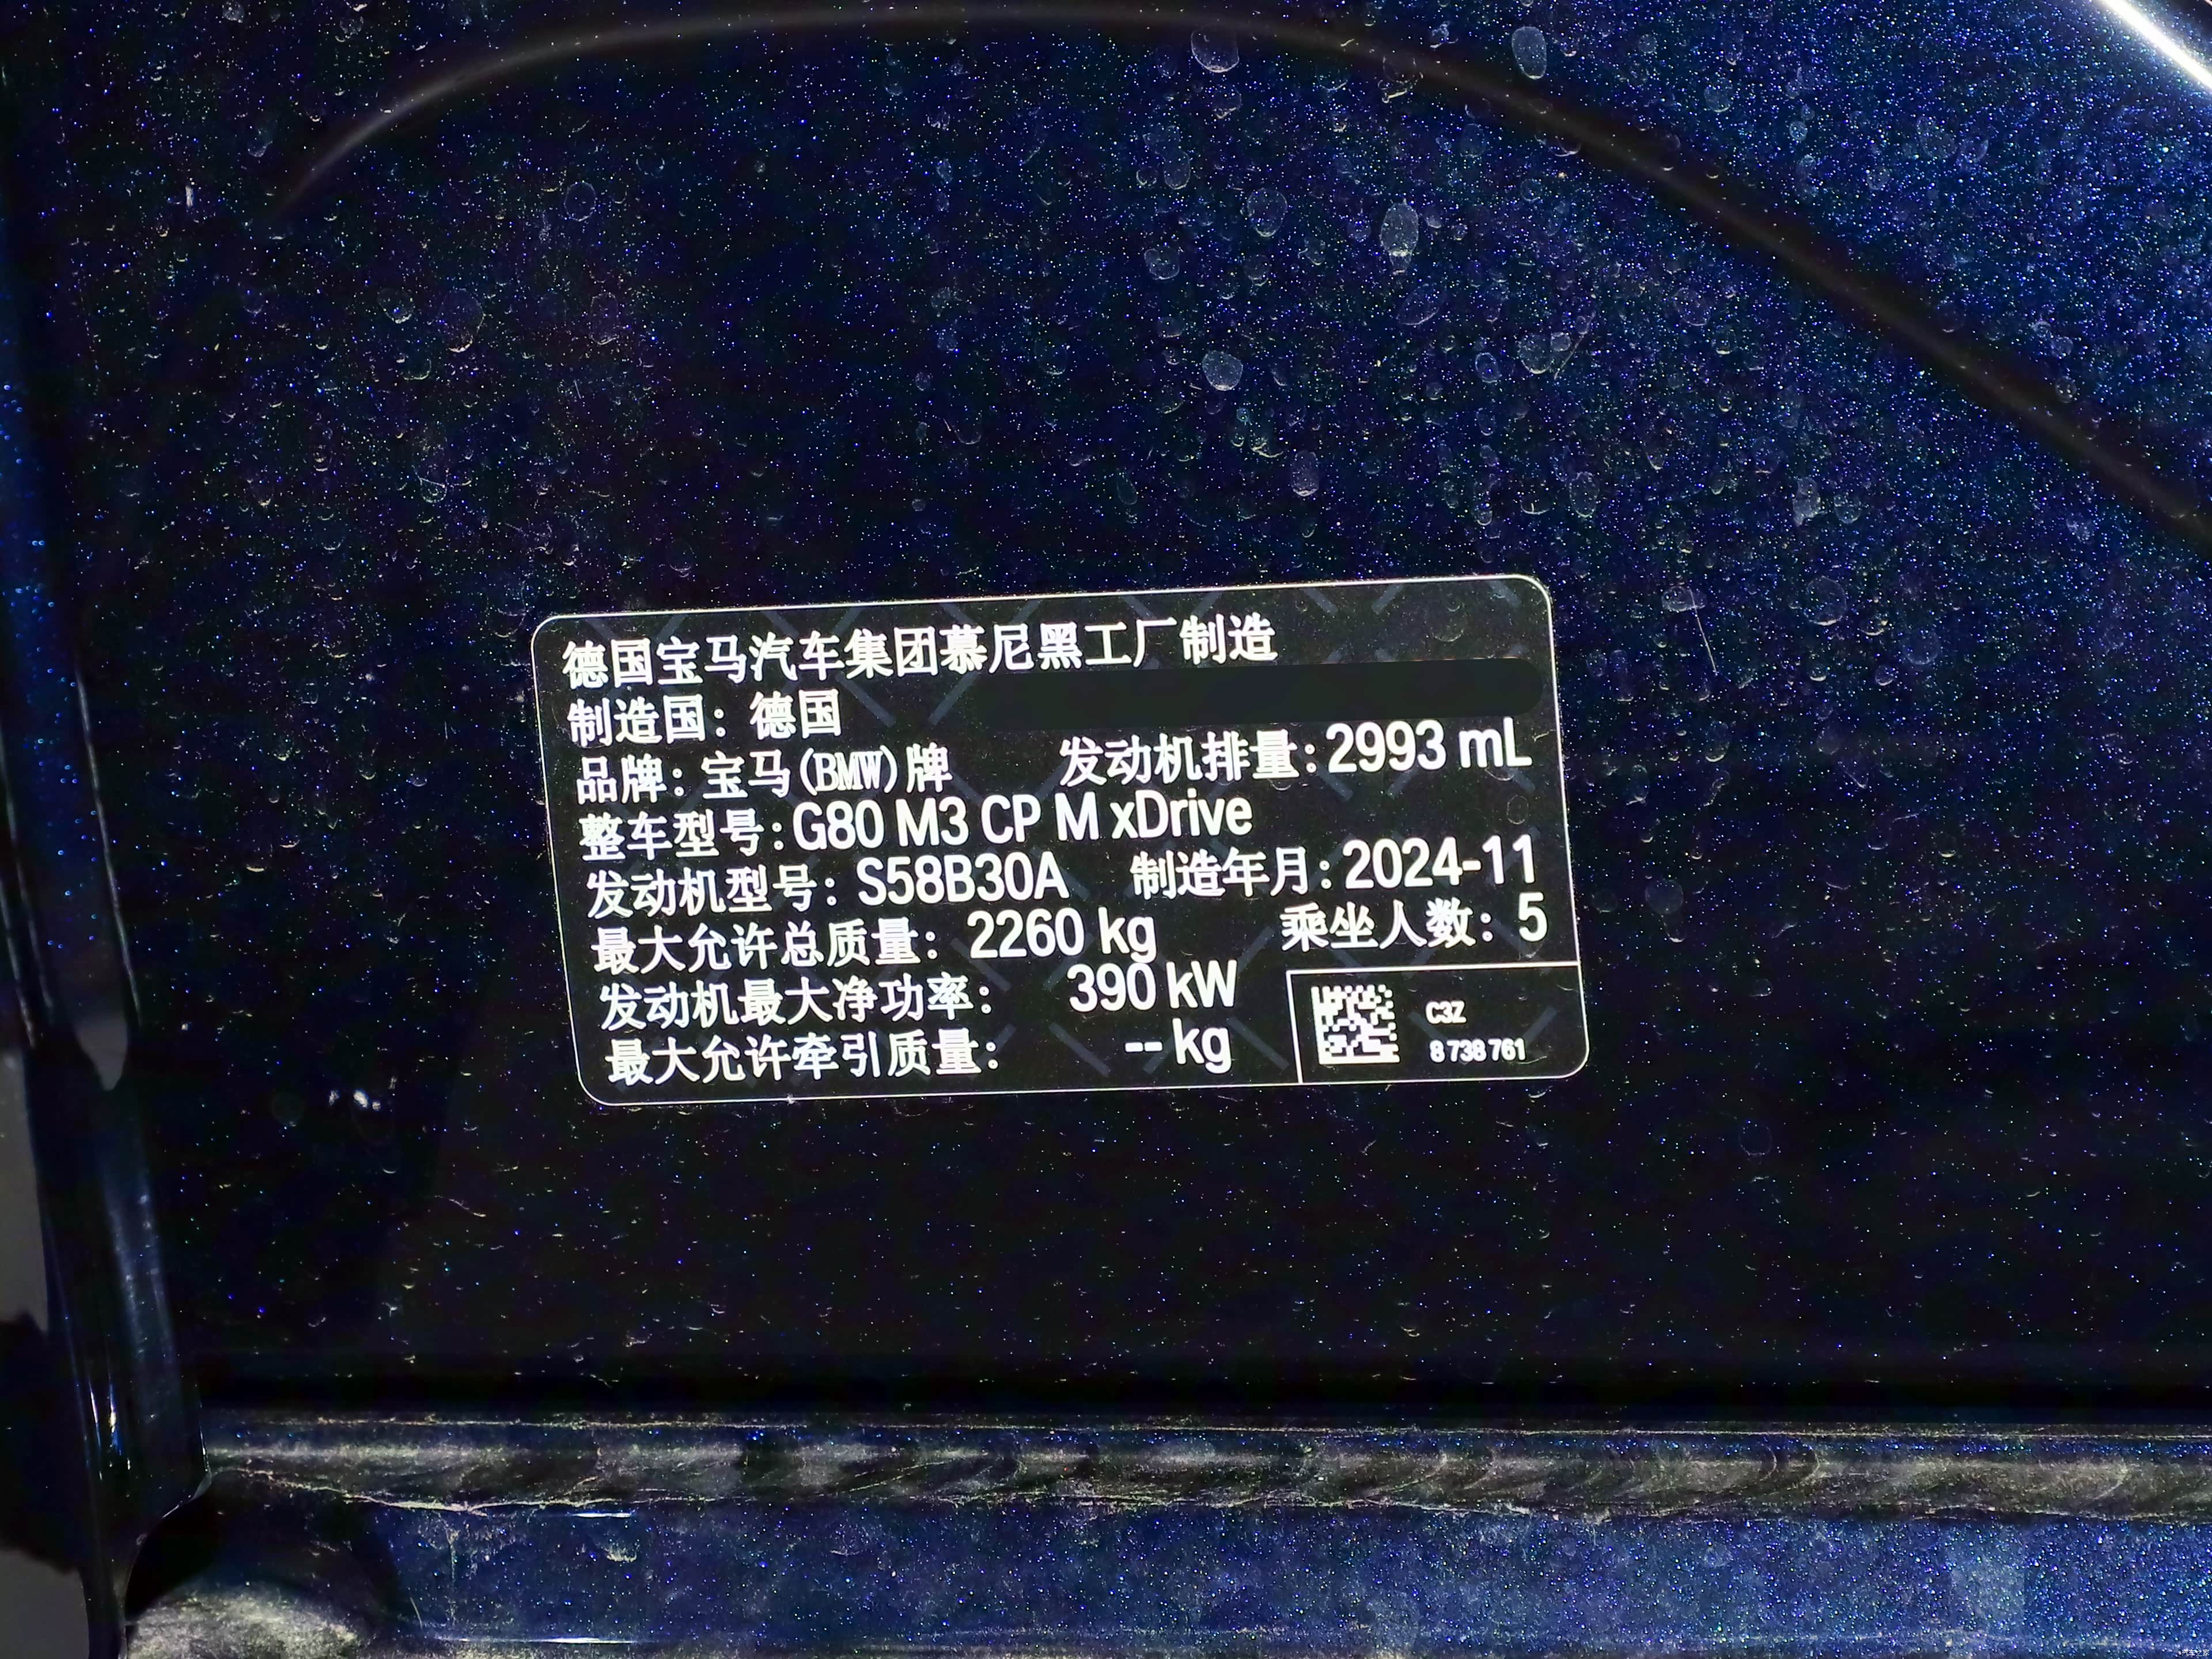 德国宝马汽车集团慕尼黑工厂制造
制造国：德国
品牌：宝马(BMW)牌 发动机排量：2993 mL
整车型号：G80 M3 CP M xDrive
发动机型号：S58B30A 制造年月：2024-11
最大允许总质量：2260 kg 乘坐人数：5
发动机最大净功率： 390 kW
最大允许牵引质量： -- kg
C3Z
8 738 761